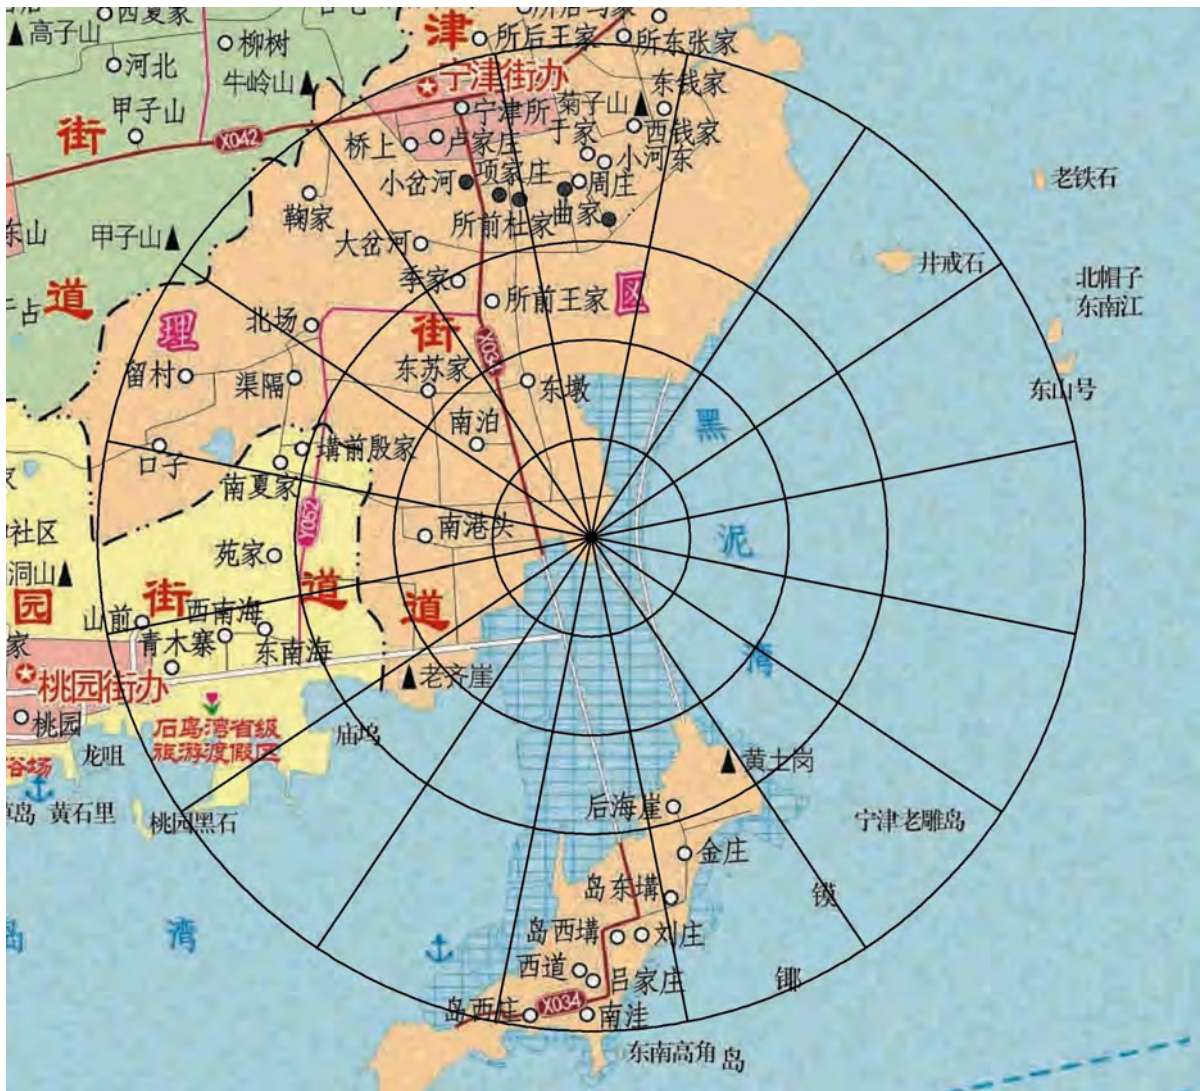 西夏家
高子山
柳树
河北
牛岭山
甲子山
街
X042
津
所后王家
所东张家
宁津街办
宁津所
菊子山
东钱家
西钱家
于家
小河东
桥上
卢家庄
小岔河
项家庄
周庄
鞠家
所前杜家
曲家
大岔河
东山
甲子山
季家
所前王家
区
道
理
北场
街
留村
渠隔
东苏家
东墩
南泊
口子
塂前殷家
南夏家
Y052
南港头
社区
苑家
洞山
园
街
道
道
山前
西南海
青木寨
东南海
家
桃园街办
老齐崖
桃园
石岛湾省级
旅游渡假区
龙咀
庙坞
浴场
黄石里
桃园黑石
湾
老铁石
井戒石
北帽子
东南江
东山号
黑
泥
湾
黄土岗
后海崖
宁津老雕岛
金庄
岛东塂
镆
岛西塂
刘庄
西道
吕家庄
鎁
岛西庄
X034
南洼
东南高角
岛